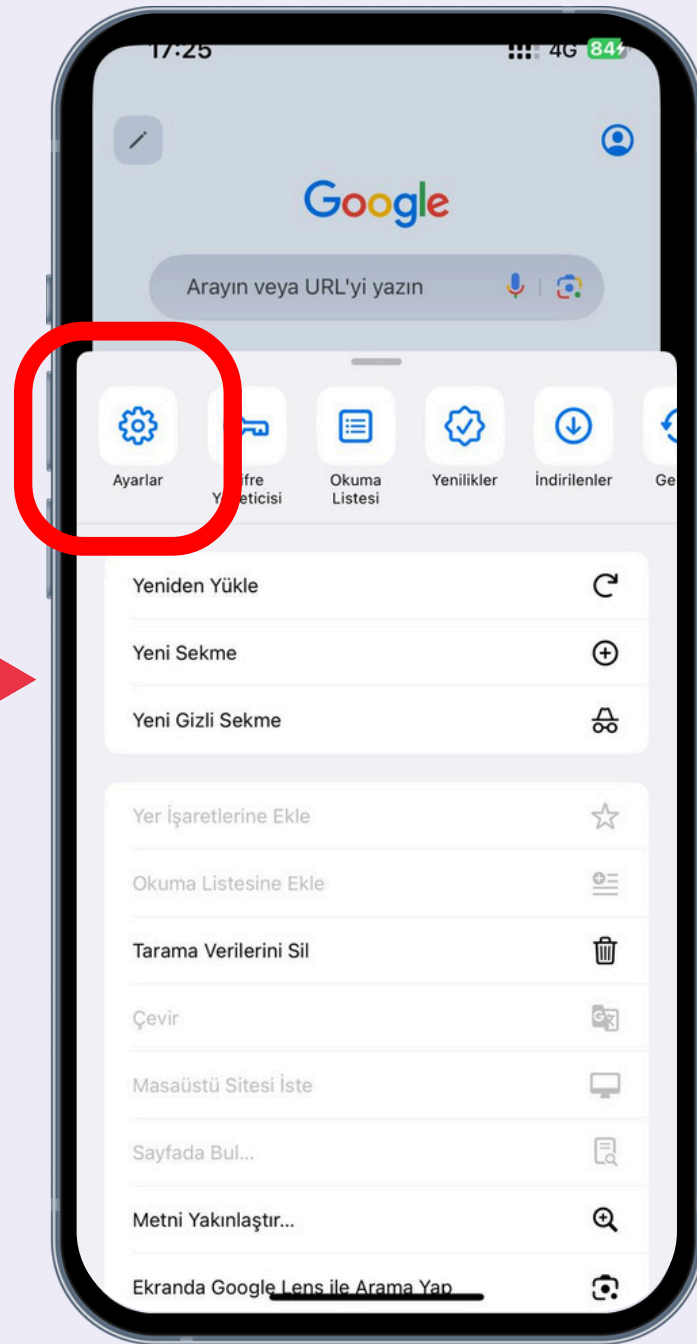 17:25 4G 84
Google
Arayın veya URL'yi yazın
Ayarlar
Okuma
Listesi
Yenilikler
İndirilenler
Ge
Yeniden Yükle
Yeni Sekme
Yeni Gizli Sekme
Yer İşaretlerine Ekle
Okuma Listesine Ekle
Tarama Verilerini Sil
Çevir
Masaüstü Sitesi İste
Sayfada Bul...
Metni Yakınlaştır...
Ekranda Google Lens ile Arama Yap